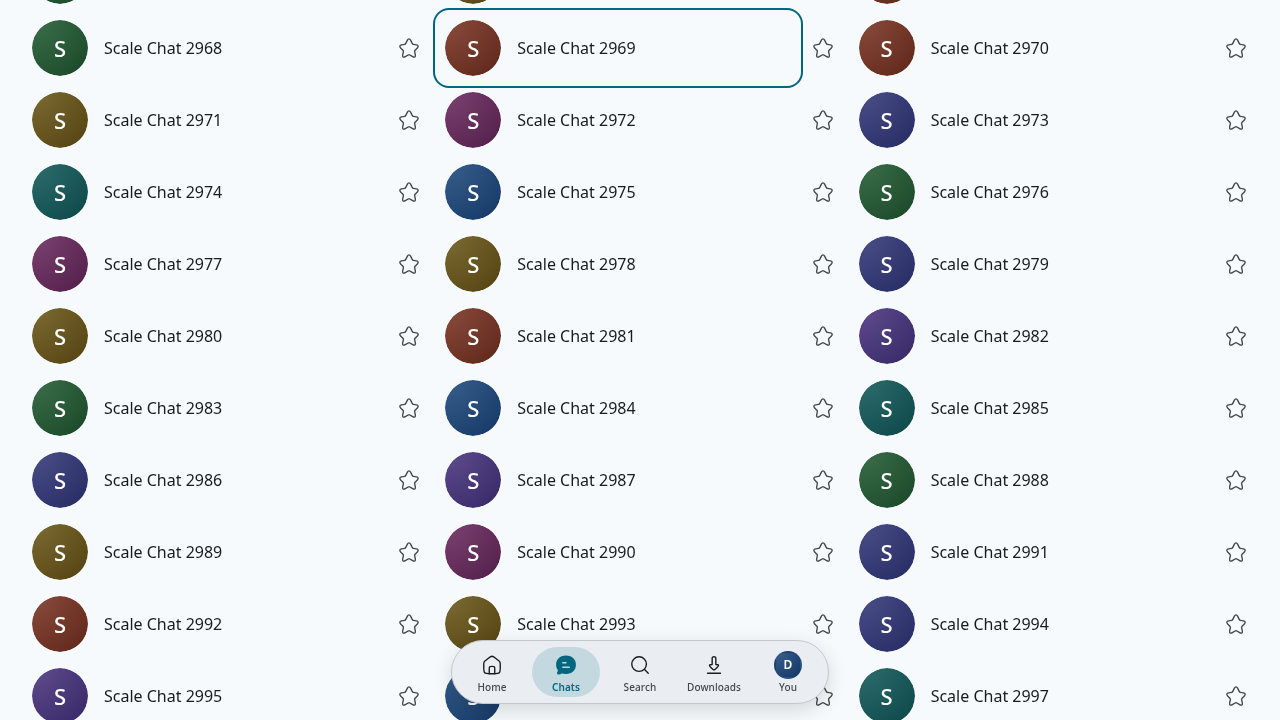 S Scale Chat 2968
S Scale Chat 2969
S Scale Chat 2970
S Scale Chat 2971
S Scale Chat 2972
S Scale Chat 2973
S Scale Chat 2974
S Scale Chat 2975
S Scale Chat 2976
S Scale Chat 2977
S Scale Chat 2978
S Scale Chat 2979
S Scale Chat 2980
S Scale Chat 2981
S Scale Chat 2982
S Scale Chat 2983
S Scale Chat 2984
S Scale Chat 2985
S Scale Chat 2986
S Scale Chat 2987
S Scale Chat 2988
S Scale Chat 2989
S Scale Chat 2990
S Scale Chat 2991
S Scale Chat 2992
S Scale Chat 2993
S Scale Chat 2994
S Scale Chat 2995
S Scale Chat 2997
Home
Chats
Search
Downloads
D
You